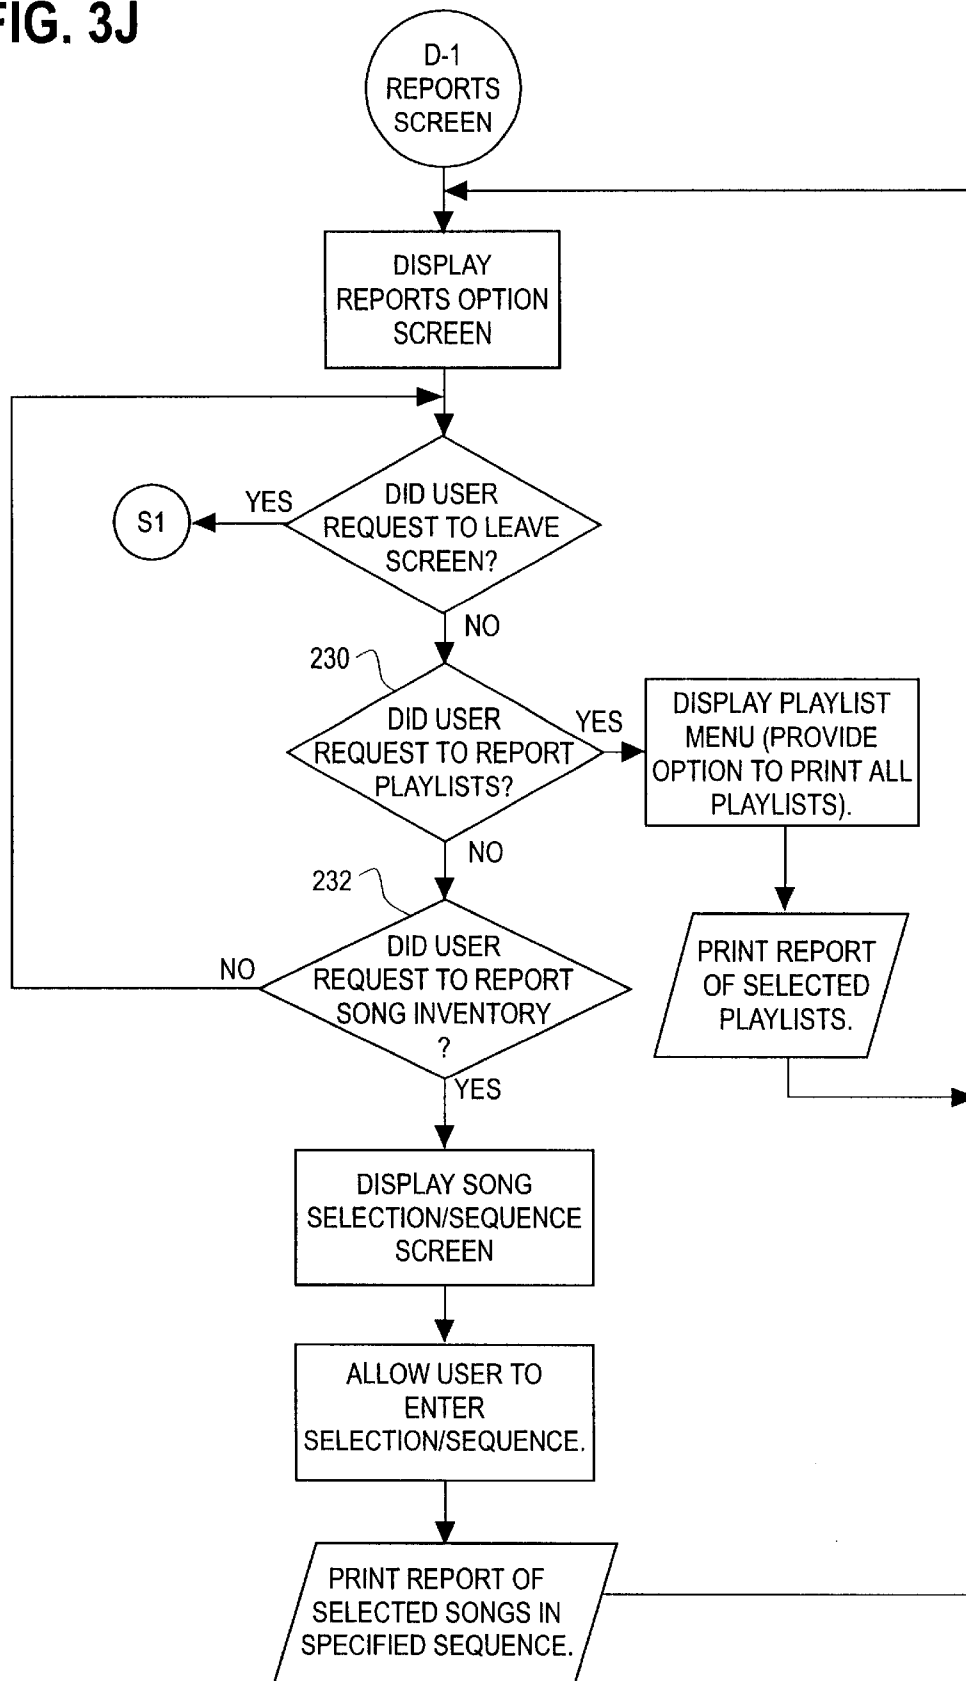 FIG. 3J
D-1
REPORTS
SCREEN
DISPLAY
REPORTS OPTION
SCREEN
DID USER
REQUEST TO LEAVE
SCREEN?
YES
S1
NO
230
DID USER
REQUEST TO REPORT
PLAYLISTS?
YES
DISPLAY PLAYLIST
MENU (PROVIDE
OPTION TO PRINT ALL
PLAYLISTS).
NO
232
DID USER
REQUEST TO REPORT
SONG INVENTORY
?
NO
PRINT REPORT
OF SELECTED
PLAYLISTS.
YES
DISPLAY SONG
SELECTION/SEQUENCE
SCREEN
ALLOW USER TO
ENTER
SELECTION/SEQUENCE.
PRINT REPORT OF
SELECTED SONGS IN
SPECIFIED SEQUENCE.